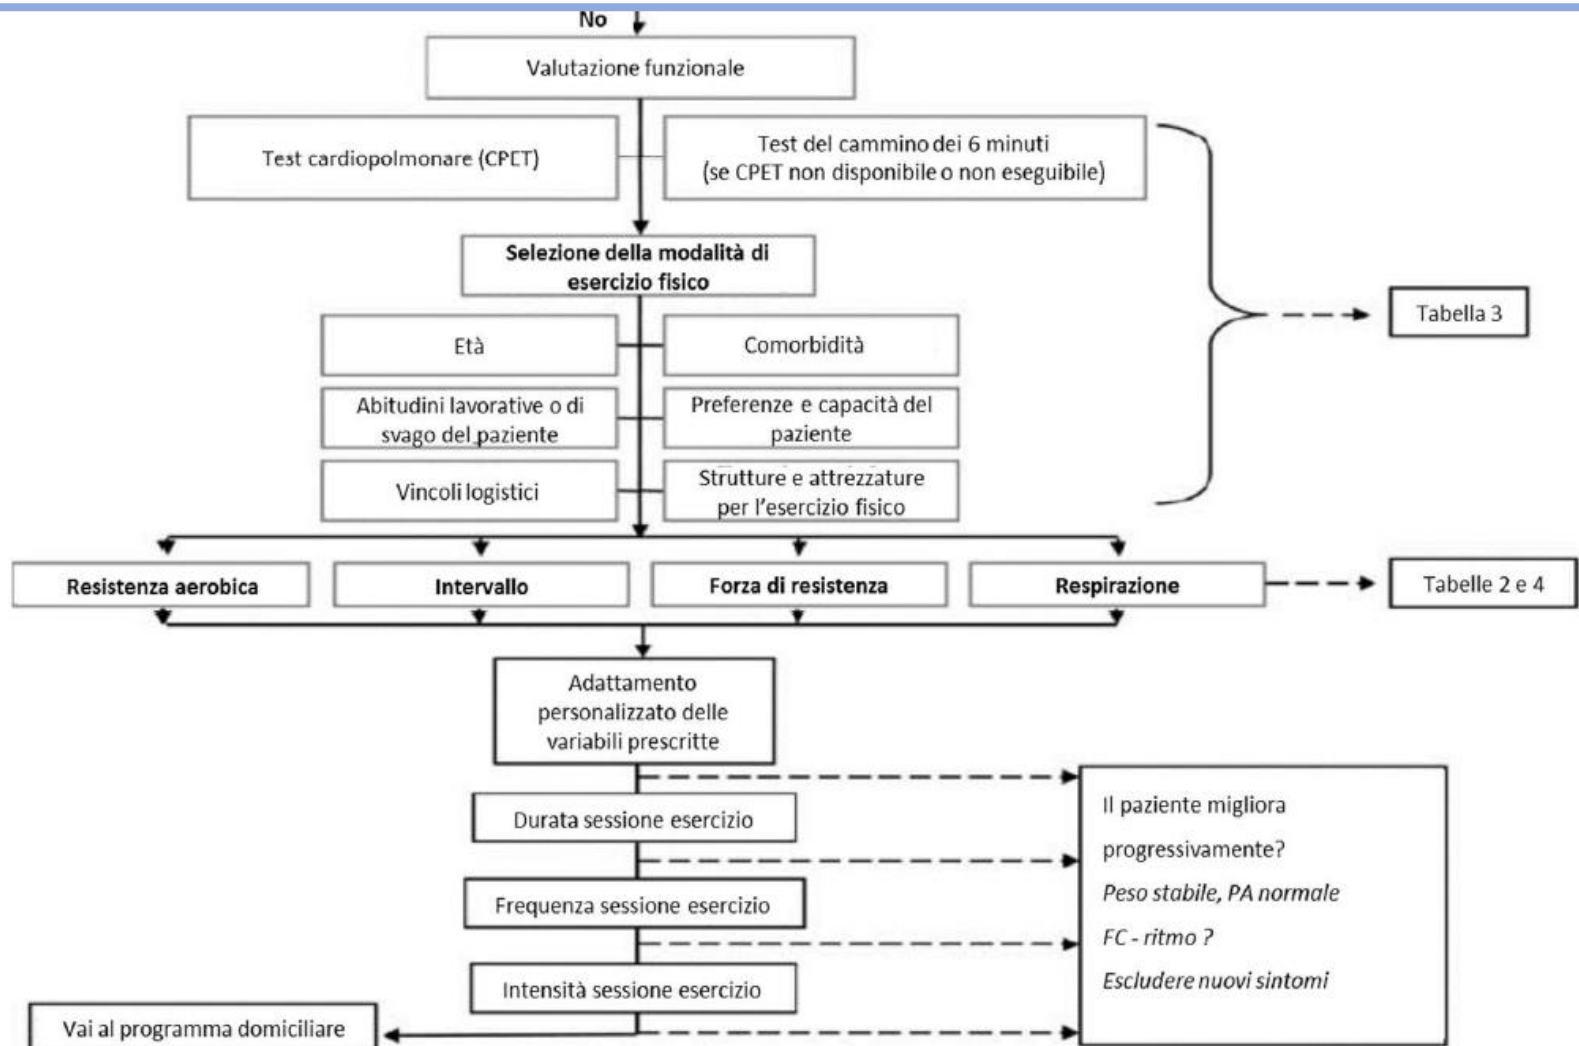 No
Valutazione funzionale
Test cardiopolmonare (CPET)
Test del cammino dei 6 minuti
(se CPET non disponibile o non eseguibile)
Selezione della modalità di
esercizio fisico
Tabella 3
Età
Comorbidità
Abitudini lavorative o di
svago del paziente
Preferenze e capacità del
paziente
Vincoli logistici
Strutture e attrezzature
per l'esercizio fisico
Resistenza aerobica
Intervallo
Forza di resistenza
Respirazione
Tabelle 2 e 4
Adattamento
personalizzato delle
variabili prescritte
Durata sessione esercizio
Frequenza sessione esercizio
Intensità sessione esercizio
Il paziente migliora
progressivamente?
Peso stabile, PA normale
FC - ritmo ?
Escludere nuovi sintomi
Vai al programma domiciliare